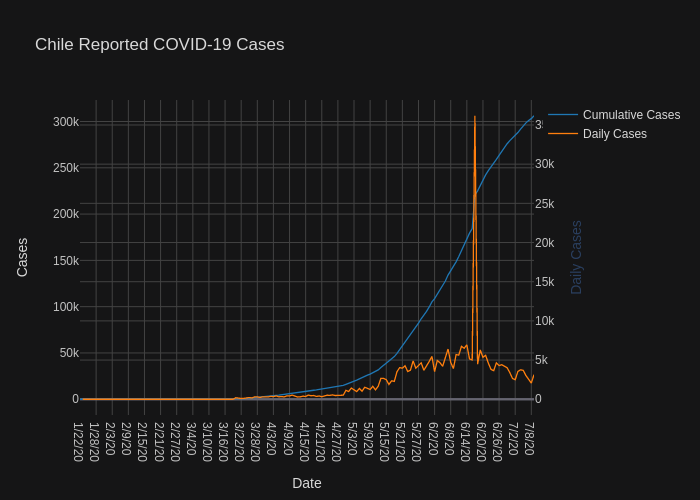 Chile Reported COVID-19 Cases
Cumulative Cases
Daily Cases
Cases
300k
250k
200k
150k
100k
50k
0
30k
25k
20k
15k
10k
5k
0
Daily Cases
1/22/20
1/28/20
2/3/20
2/9/20
2/15/20
2/21/20
2/27/20
3/4/20
3/10/20
3/16/20
3/22/20
3/28/20
4/3/20
4/9/20
4/15/20
4/21/20
4/27/20
5/3/20
5/9/20
5/15/20
5/21/20
5/27/20
6/2/20
6/8/20
6/14/20
6/20/20
6/26/20
7/2/20
7/8/20
Date